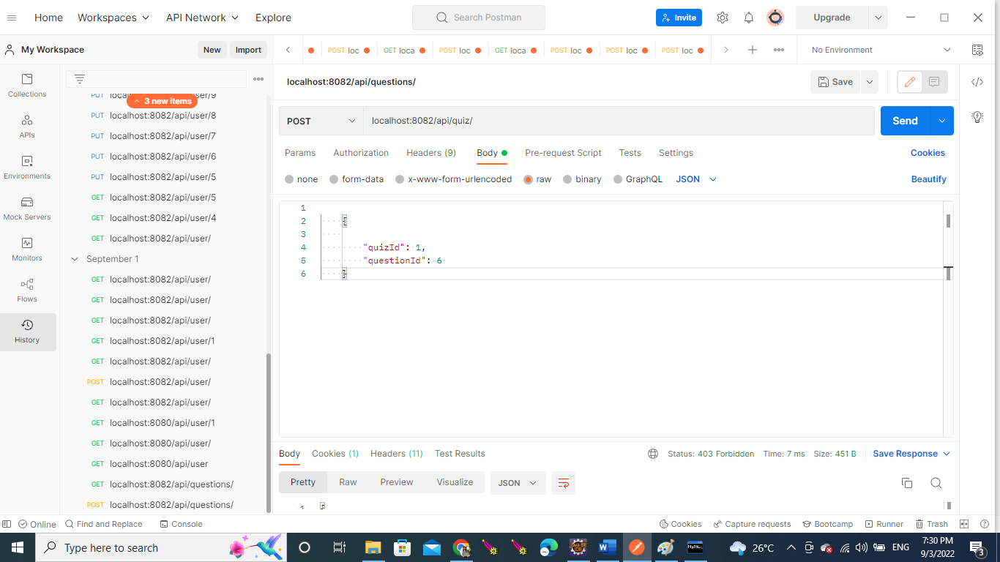 Home Workspaces API Network Explore Search Postman Invite Upgrade
My Workspace New Import POST loc GET loca POST loc GET loca POST loc POST loc POST loc No Environment
Collections
APIs
Environments
Mock Servers
Monitors
Flows
History
PUT localhost:8082/api/user/9
3 new items
PUT localhost:8082/api/user/8
PUT localhost:8082/api/user/7
PUT localhost:8082/api/user/6
PUT localhost:8082/api/user/5
GET localhost:8082/api/user/5
GET localhost:8082/api/user/4
GET localhost:8082/api/user/
September 1
GET localhost:8082/api/user/
GET localhost:8082/api/user/
GET localhost:8082/api/user/
GET localhost:8082/api/user/1
GET localhost:8082/api/user/
POST localhost:8082/api/user/
GET localhost:8082/api/user/
GET localhost:8080/api/user/1
GET localhost:8080/api/user/
GET localhost:8080/api/user
GET localhost:8082/api/questions/
POST localhost:8082/api/questions/
localhost:8082/api/questions/ Save
POST localhost:8082/api/quiz/ Send
Params Authorization Headers (9) Body Pre-request Script Tests Settings Cookies
none form-data x-www-form-urlencoded raw binary GraphQL JSON Beautify
1
2 {
3
4 "quizId": 1,
5 "questionId": 6
6 }
Body Cookies (1) Headers (11) Test Results Status: 403 Forbidden Time: 7 ms Size: 451 B Save Response
Pretty Raw Preview Visualize JSON
1 {
Online Find and Replace Console Cookies Capture requests Bootcamp Runner Trash
Type here to search 26°C ENG 7:30 PM
9/3/2022 3